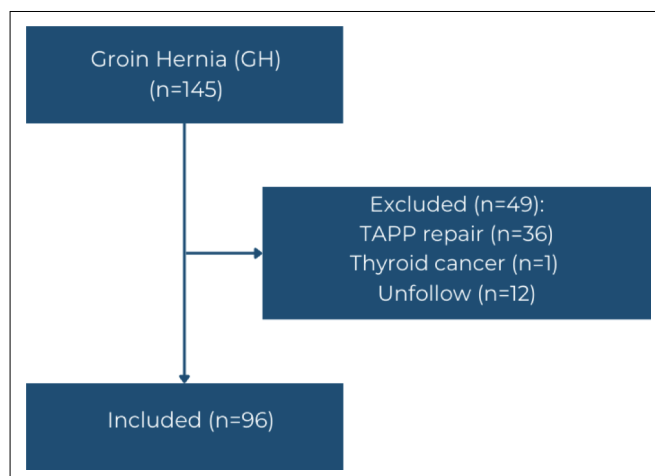 Groin Hernia (GH)
(n=145)
Excluded (n=49):
TAPP repair (n=36)
Thyroid cancer (n=1)
Unfollow (n=12)
Included (n=96)